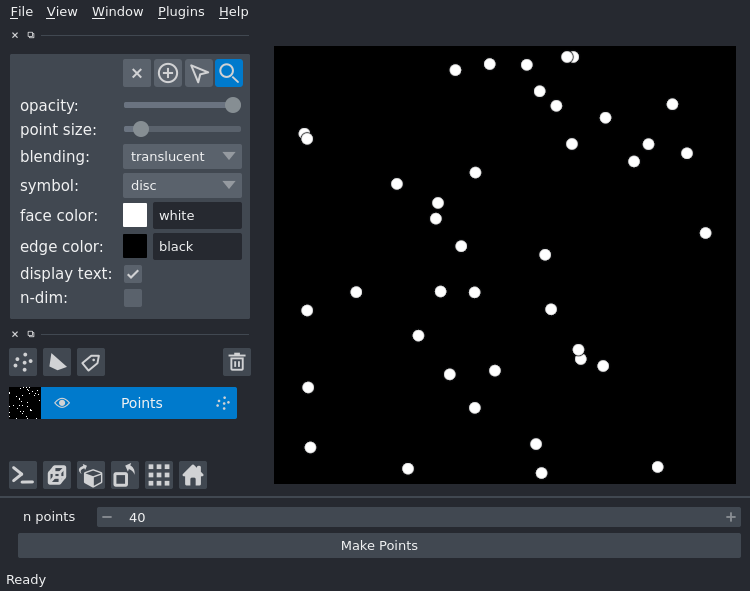 File View Window Plugins Help
opacity:
point size:
blending: translucent
symbol: disc
face color: white
edge color: black
display text:
n-dim:
Points
n points 40
Make Points
Ready